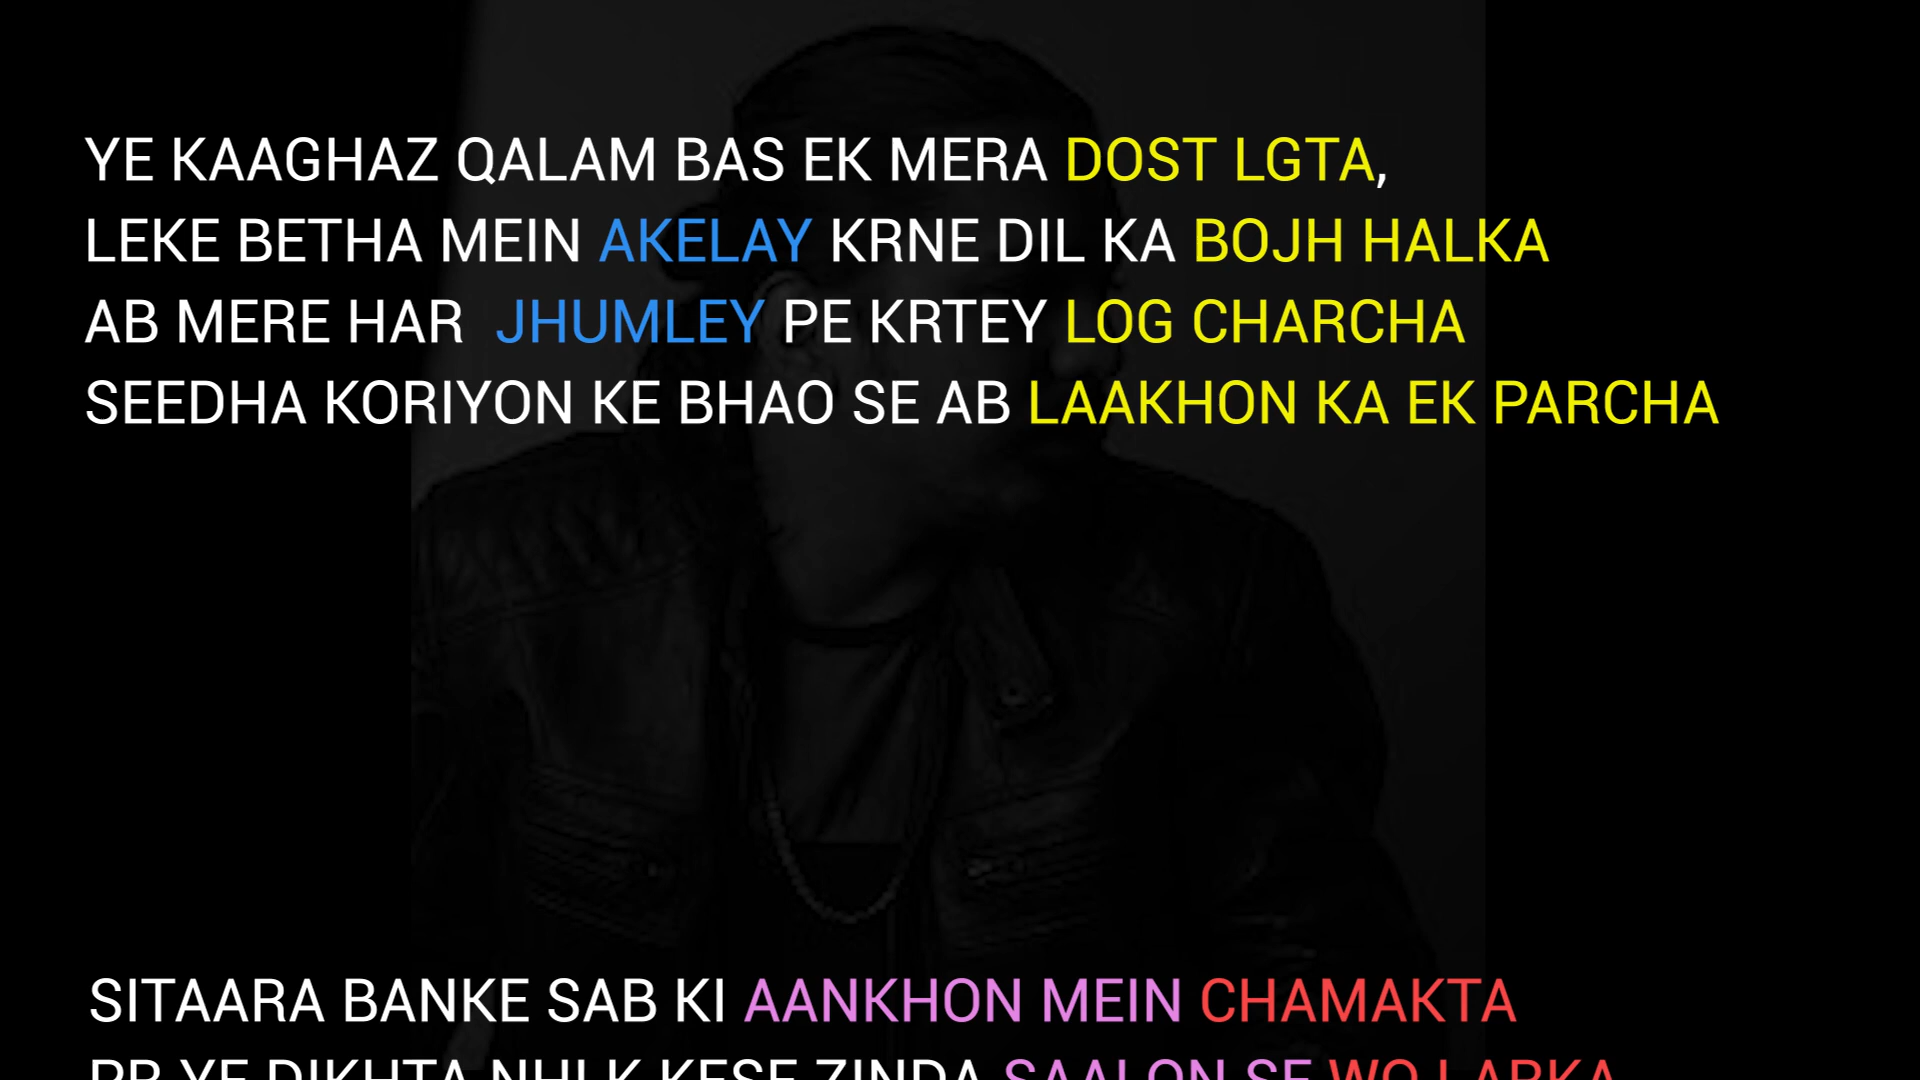 YE KAAGHAZ QALAM BAS EK MERA DOST LGTA,
LEKE BETHA MEIN AKELAY KRNE DIL KA BOJH HALKA
AB MERE HAR JHUMLEY PE KRTEY LOG CHARCHA
SEEDHA KORIYON KE BHAO SE AB LAAKHON KA EK PARCHA
SITAARA BANKE SAB KI AANKHON MEIN CHAMAKTA
PR YE DIKHTA NHI K KESE ZINDA SAALON SE WO LARKA